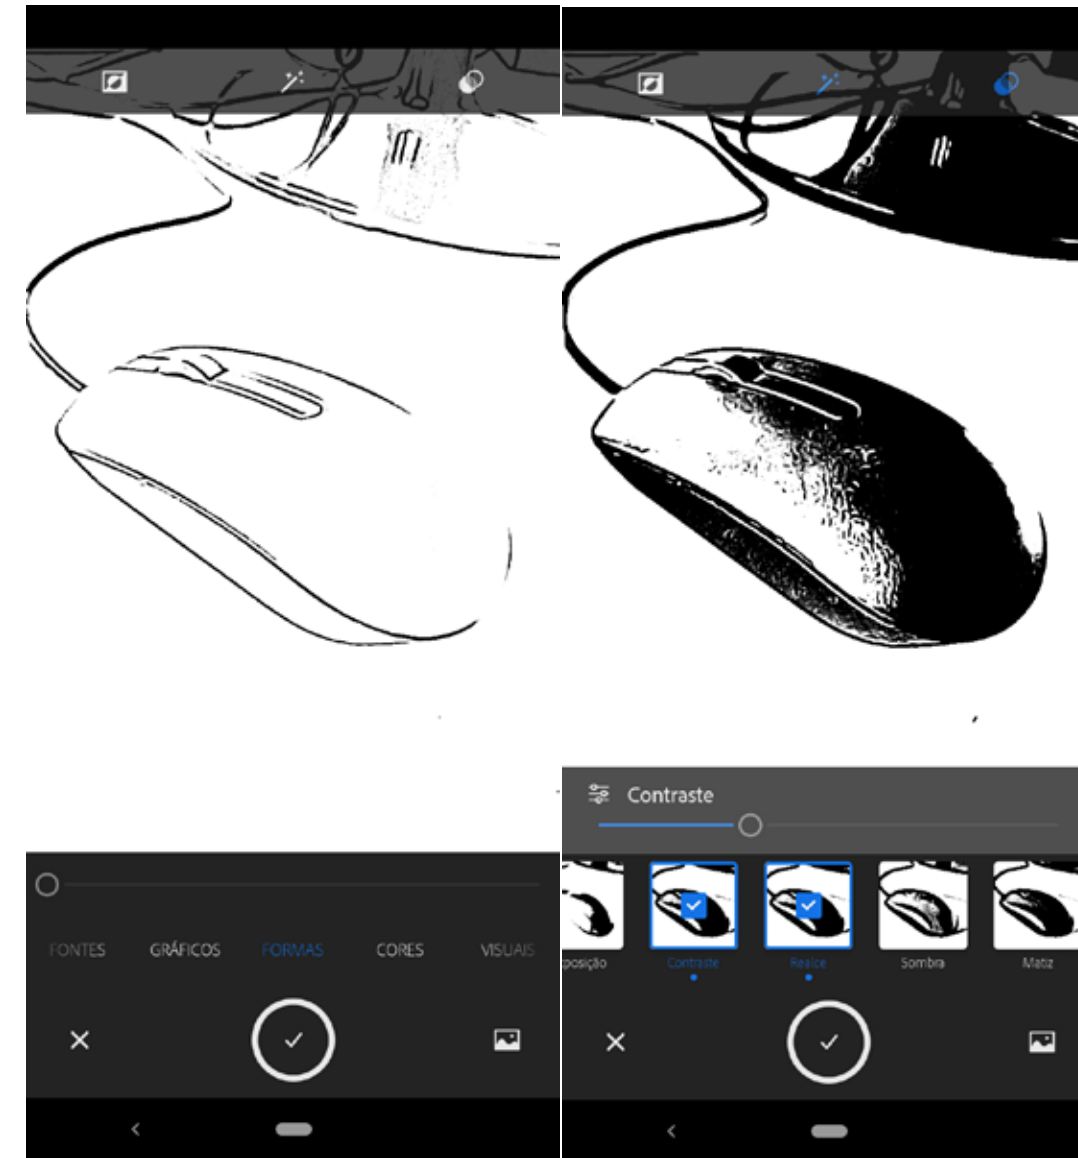 FONTES GRÁFICOS FORMAS CORES VISUAIS
Contraste
posição Contraste Realce Sombra Matiz